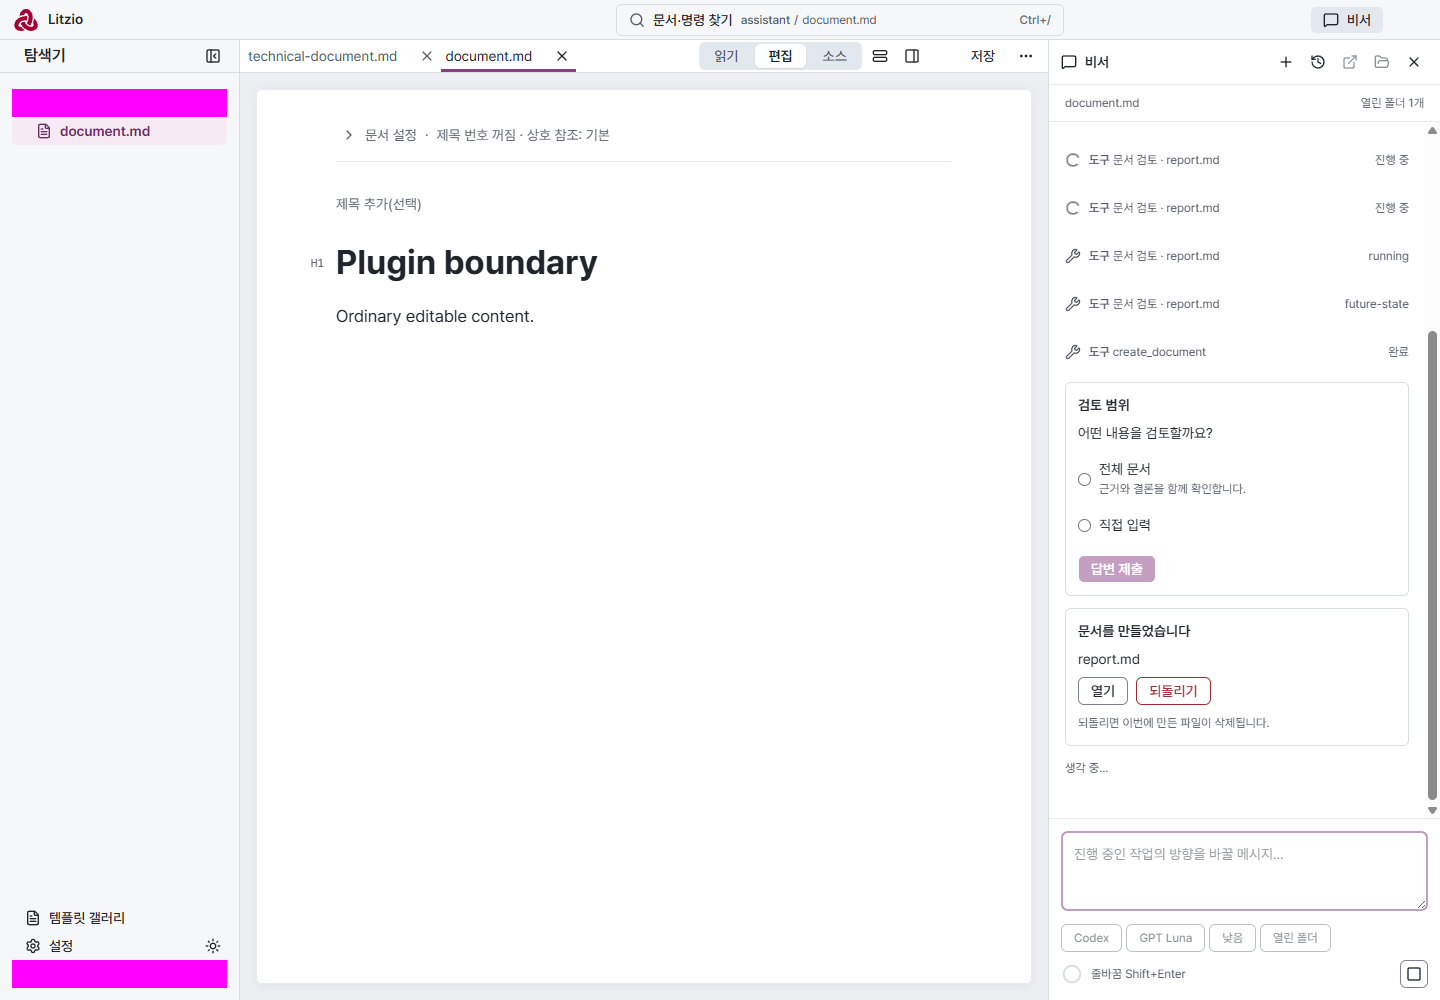 Litzio
문서·명령 찾기 assistant / document.md Ctrl+/
비서
탐색기
document.md
템플릿 갤러리
설정
technical-document.md
document.md
읽기 편집 소스
저장
문서 설정 · 제목 번호 꺼짐 · 상호 참조: 기본
제목 추가(선택)
H1 Plugin boundary
Ordinary editable content.
비서
document.md 열린 폴더 1개
도구 문서 검토 · report.md 진행 중
도구 문서 검토 · report.md 진행 중
도구 문서 검토 · report.md running
도구 문서 검토 · report.md future-state
도구 create_document 완료
검토 범위
어떤 내용을 검토할까요?
전체 문서
근거와 결론을 함께 확인합니다.
직접 입력
답변 제출
문서를 만들었습니다
report.md
열기 되돌리기
되돌리면 이번에 만든 파일이 삭제됩니다.
생각 중...
진행 중인 작업의 방향을 바꿀 메시지...
Codex GPT Luna 낮음 열린 폴더
줄바꿈 Shift+Enter